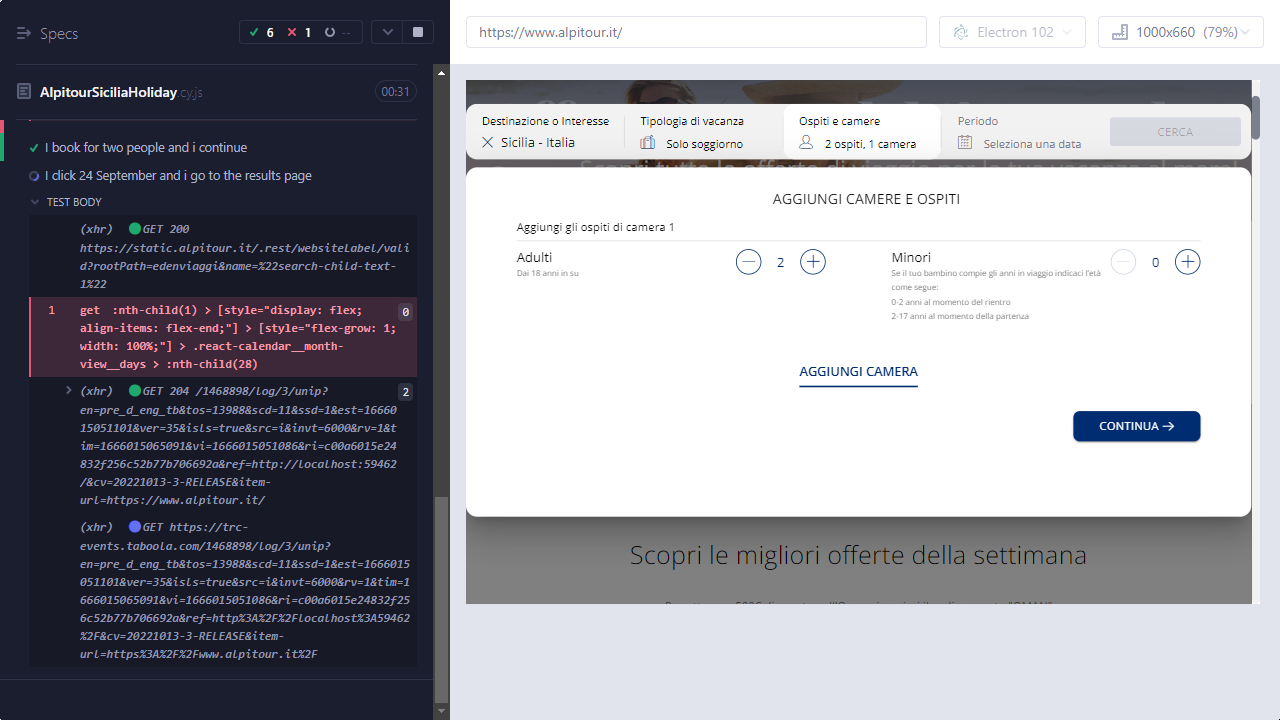 Specs
6
1
--
https://www.alpitour.it/
Electron 102
1000x660 (79%)
AlpitourSiciliaHoliday.cy.js
00:31
I book for two people and i continue
I click 24 September and i go to the results page
TEST BODY
(xhr) GET 200
https://static.alpitour.it/.rest/websiteLabel/vali
d?rootPath=edenviaggi&name=%22search-child-text-
1%22
1 get :nth-child(1) > [style="display: flex; 0
align-items: flex-end;"] > [style="flex-grow: 1;
width: 100%;"] > .react-calendar__month-
view__days > :nth-child(28)
(xhr) GET 204 /1468898/log/3/unip? 2
en=pre_d_eng_tb&tos=13988&scd=11&ssd=1&est=16660
15051101&ver=35&isls=true&src=i&invt=6000&rv=1&t
im=1666015065091&vi=1666015051086&ri=c00a6015e24
832f256c52b77b706692a&ref=http://localhost:59462
/&cv=20221013-3-RELEASE&item-
url=https://www.alpitour.it/
(xhr) GET https://trc-
events.taboola.com/1468898/log/3/unip?
en=pre_d_eng_tb&tos=13988&scd=11&ssd=1&est=166601
5051101&ver=35&isls=true&src=i&invt=6000&rv=1&tim=1
666015065091&vi=1666015051086&ri=c00a6015e24832f25
6c52b77b706692a&ref=http%3A%2F%2Flocalhost%3A59462
%2F&cv=20221013-3-RELEASE&item-
url=https%3A%2F%2Fwww.alpitour.it%2F
Destinazione o Interesse
Sicilia - Italia
Tipologia di vacanza
Solo soggiorno
Ospiti e camere
2 ospiti, 1 camera
Periodo
Seleziona una data
CERCA
AGGIUNGI CAMERE E OSPITI
Aggiungi gli ospiti di camera 1
Adulti
Dai 18 anni in su
2
Minori
Se il tuo bambino compie gli anni in viaggio indicaci l'età
come segue:
0-2 anni al momento del rientro
2-17 anni al momento della partenza
0
AGGIUNGI CAMERA
CONTINUA
Scopri le migliori offerte della settimana